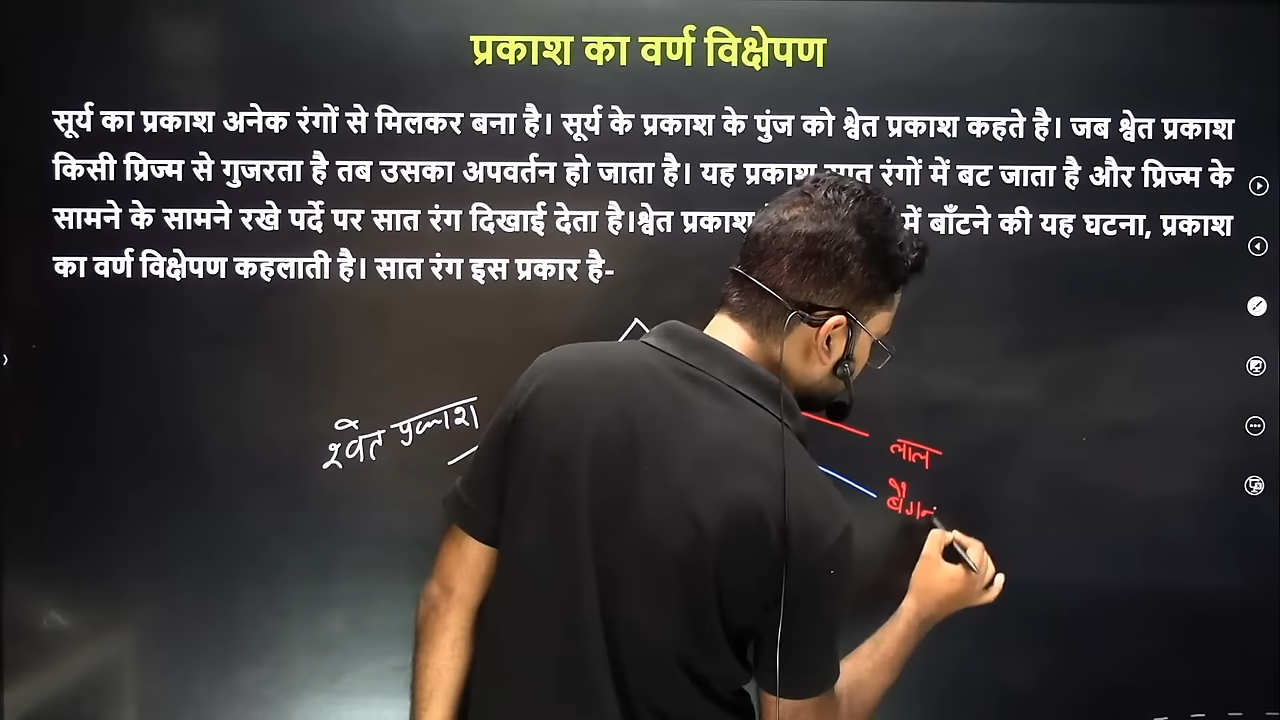 प्रकाश का वर्ण विक्षेपण
सूर्य का प्रकाश अनेक रंगों से मिलकर बना है। सूर्य के प्रकाश के पुंज को श्वेत प्रकाश कहते है। जब श्वेत प्रकाश
किसी प्रिज्म से गुजरता है तब उसका अपवर्तन हो जाता है। यह प्रकाश सात रंगों में बट जाता है और प्रिज्म के
सामने के सामने रखे पर्दे पर सात रंग दिखाई देता है।श्वेत प्रकाश में बाँटने की यह घटना, प्रकाश
का वर्ण विक्षेपण कहलाती है। सात रंग इस प्रकार है-
श्वेत प्रकाश
लाल